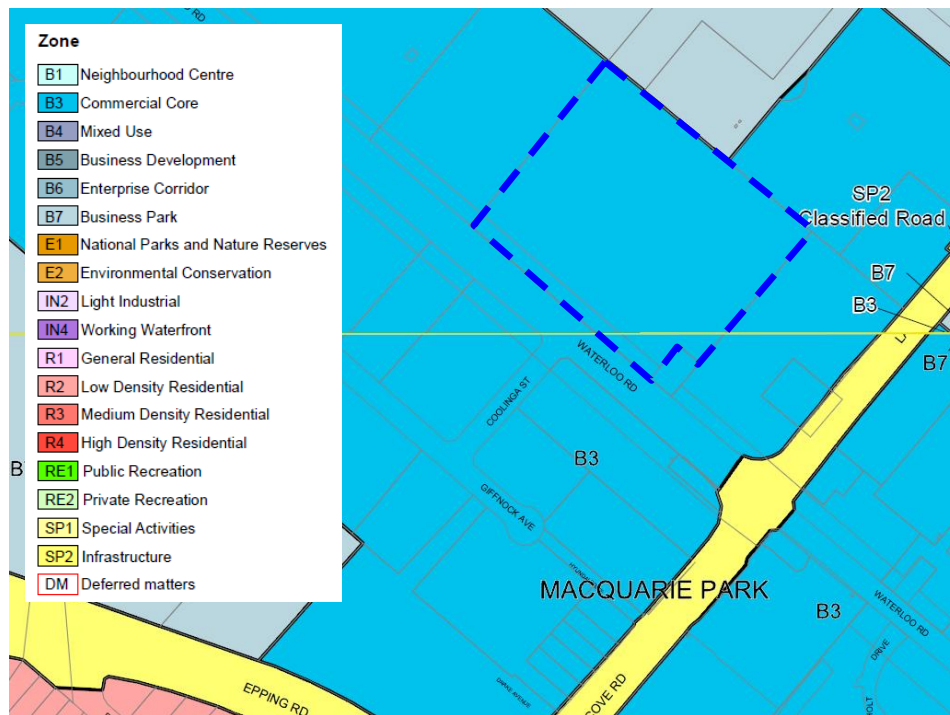 RD
Zone
B1 Neighbourhood Centre
B3 Commercial Core
B4 Mixed Use
B5 Business Development
B6 Enterprise Corridor
B7 Business Park
E1 National Parks and Nature Reserves
E2 Environmental Conservation
IN2 Light Industrial
IN4 Working Waterfront
R1 General Residential
R2 Low Density Residential
R3 Medium Density Residential
R4 High Density Residential
RE1 Public Recreation
RE2 Private Recreation
SP1 Special Activities
SP2 Infrastructure
DM Deferred matters
SP2
Classified Road
B7
B3
B7
WATERLOO RD
COOLINGA ST
B3
GIFFNOCK AVE
MACQUARIE PARK
B3
WATERLOO RD
DRIVE
EPPING RD
COVE RD